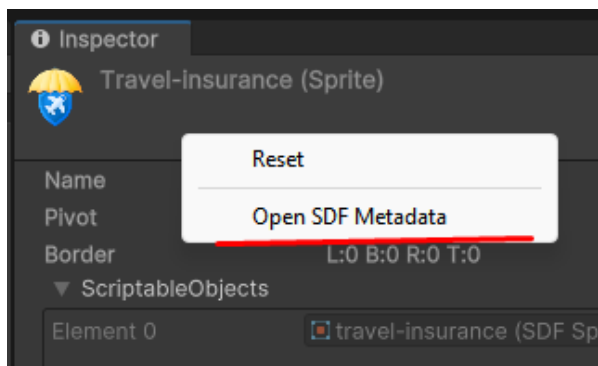 Inspector
Travel-insurance (Sprite)
Reset
Name
Pivot
Open SDF Metadata
Border L:0 B:0 R:0 T:0
ScriptableObjects
Element 0 travel-insurance (SDF Sp